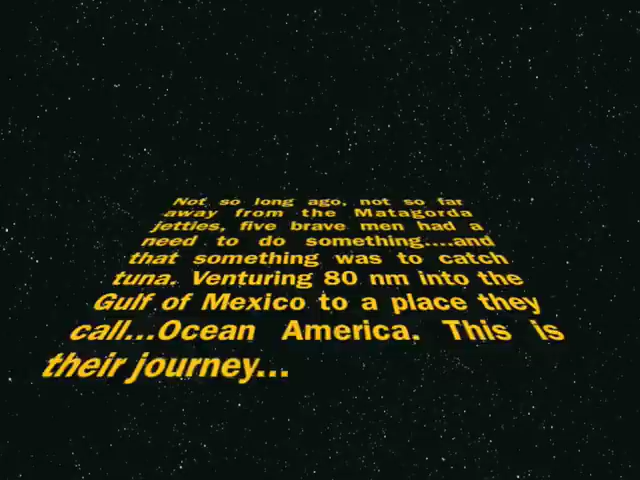 Not so long ago, not so far
away from the Matagorda
jetties, five brave men had a
need to do something....and
that something was to catch
tuna. Venturing 80 nm into the
Gulf of Mexico to a place they
call...Ocean America. This is
their journey...